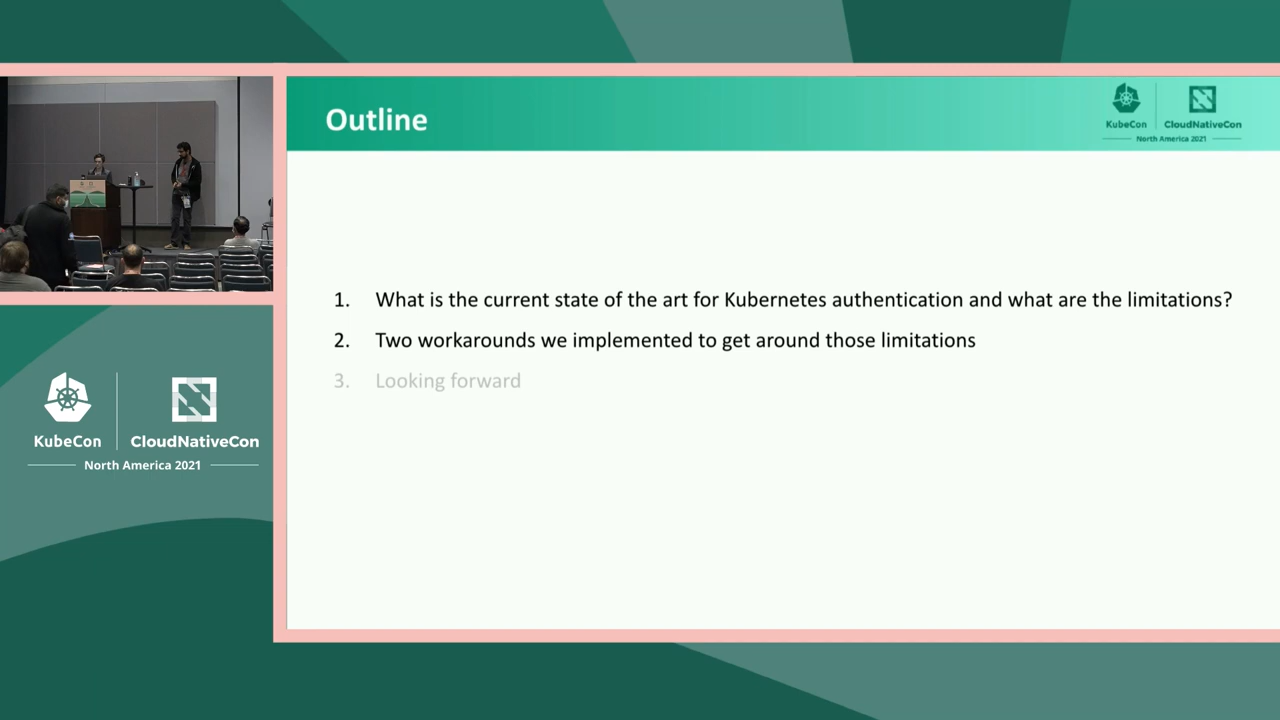 Outline
KubeCon
CloudNativeCon
North America 2021
1. What is the current state of the art for Kubernetes authentication and what are the limitations?
2. Two workarounds we implemented to get around those limitations
3. Looking forward
KubeCon
CloudNativeCon
North America 2021